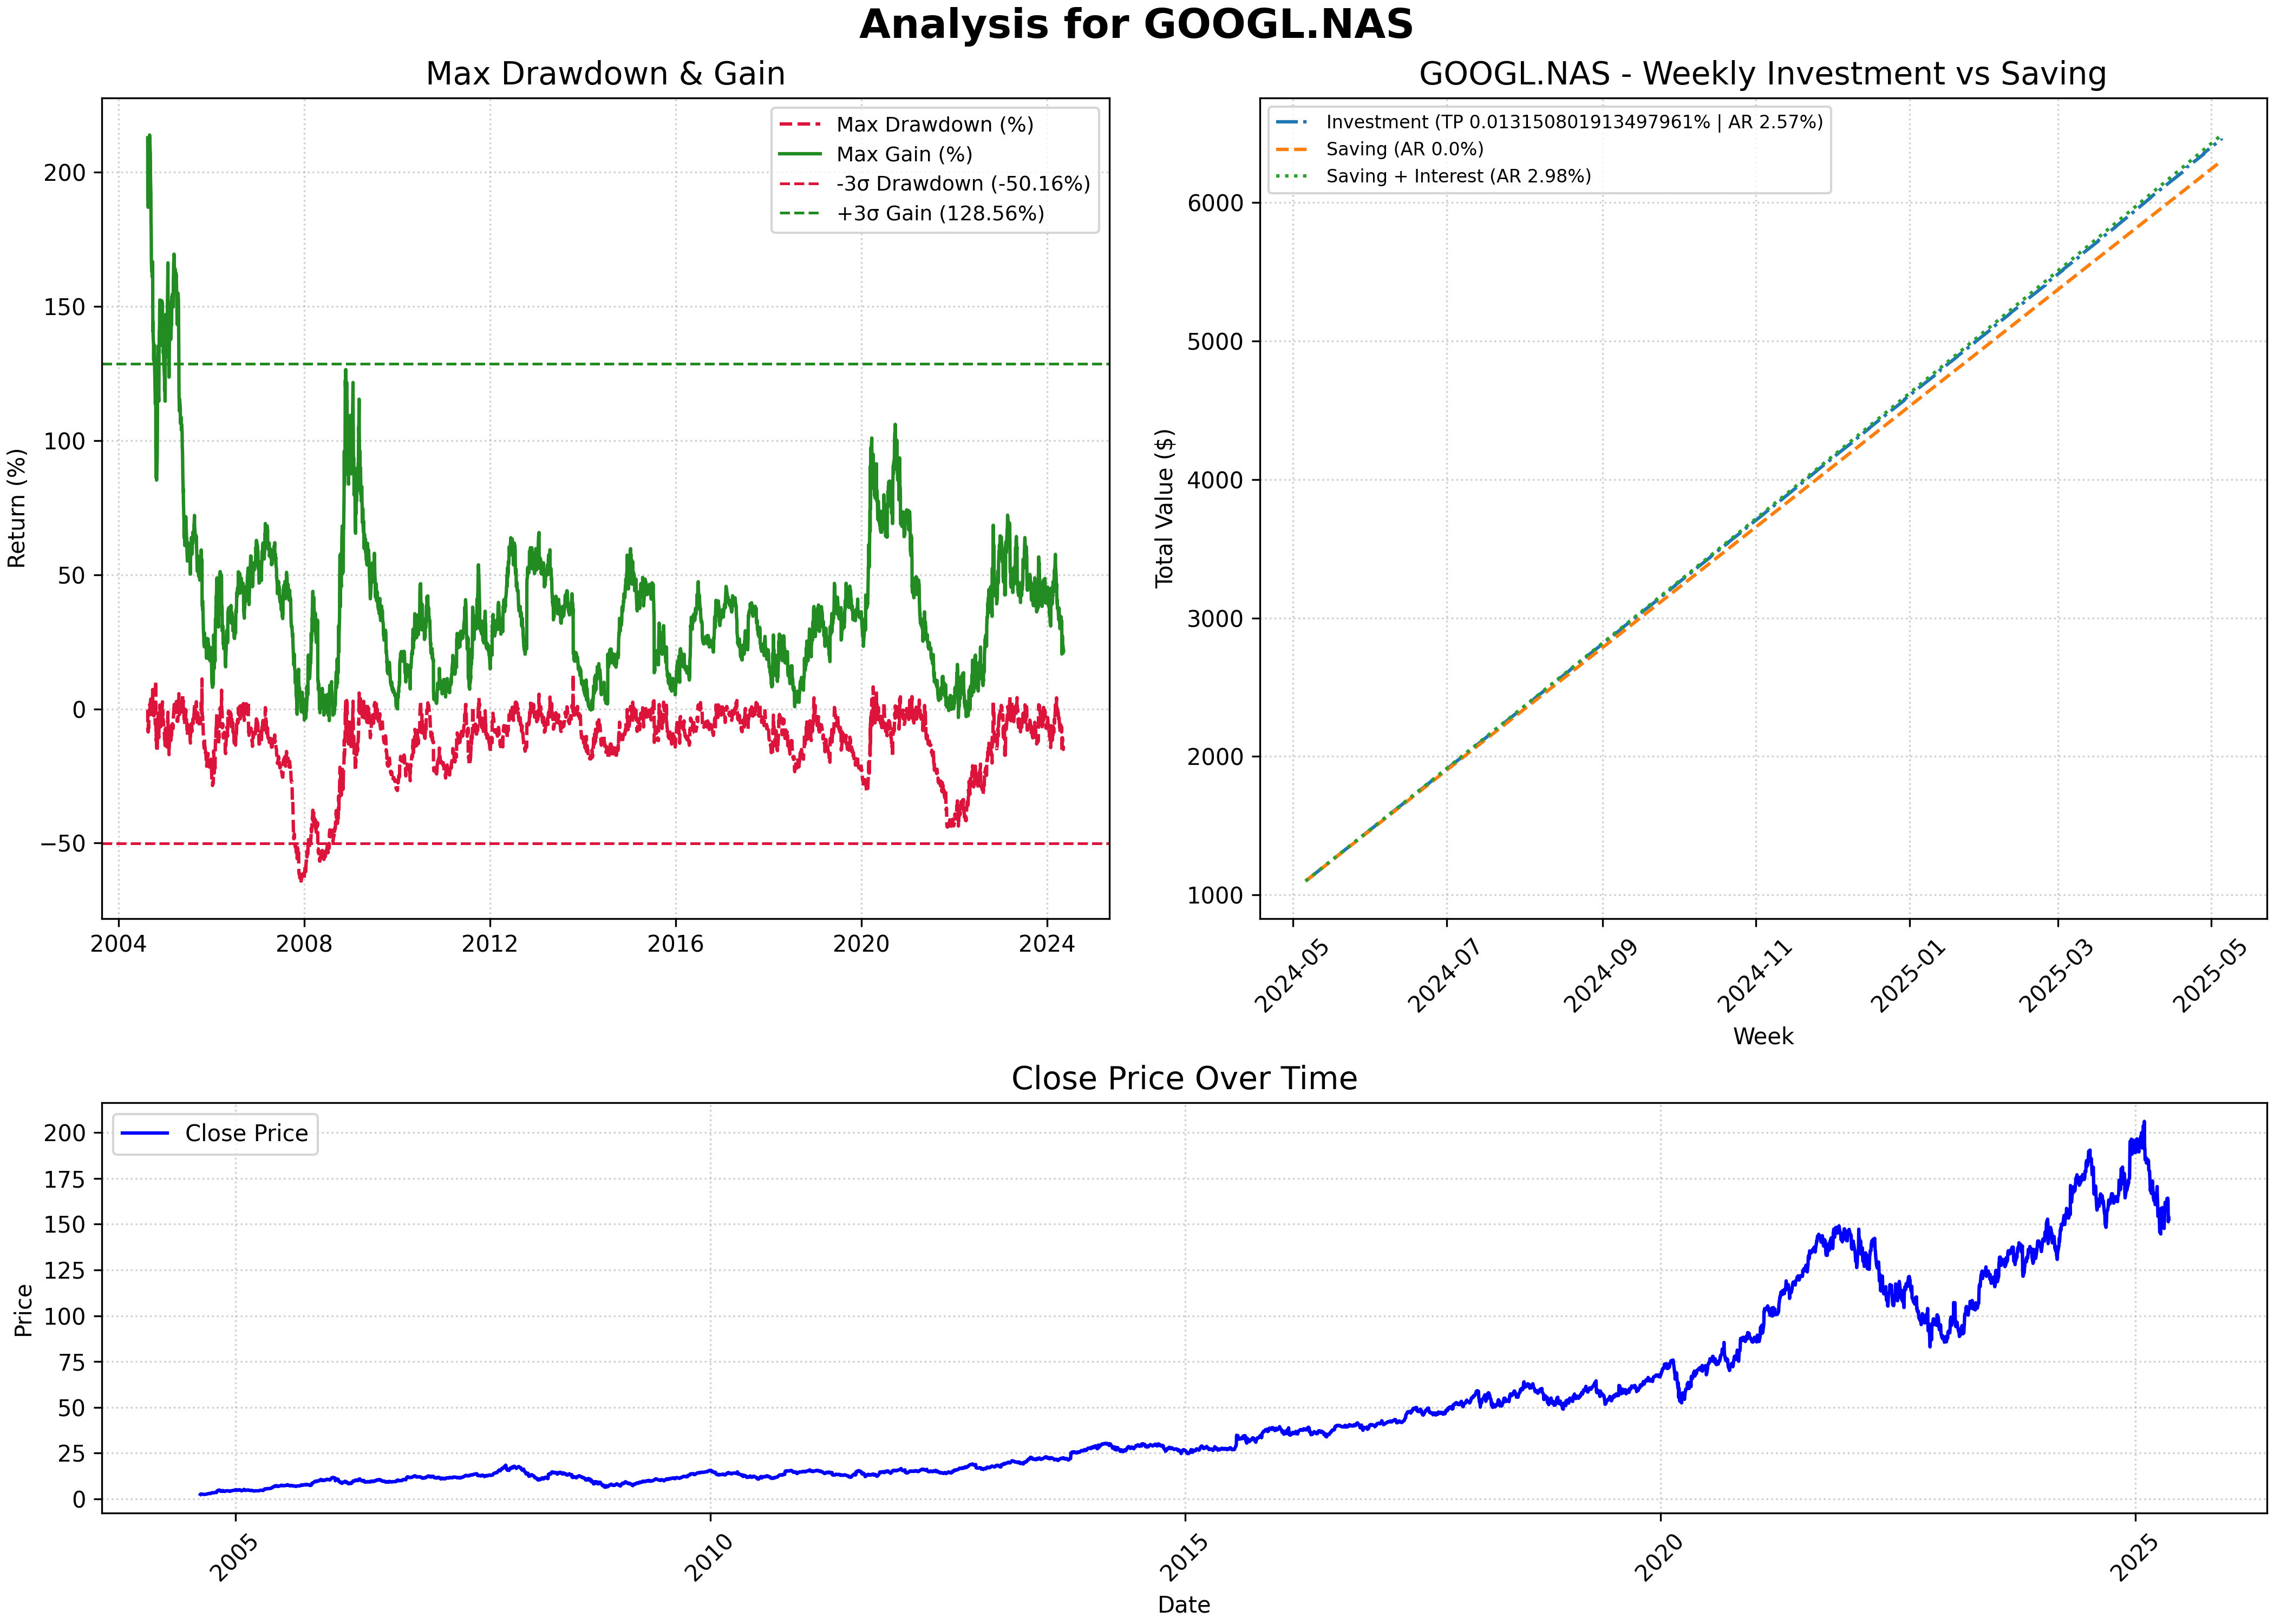 Analysis for GOOGL.NAS
Max Drawdown & Gain
Return (%)
200
150
100
50
0
−50
2004
2008
2012
2016
2020
2024
Max Drawdown (%)
Max Gain (%)
-3σ Drawdown (-50.16%)
+3σ Gain (128.56%)
GOOGL.NAS - Weekly Investment vs Saving
Total Value ($)
6000
5000
4000
3000
2000
1000
Investment (TP 0.013150801913497961% | AR 2.57%)
Saving (AR 0.0%)
Saving + Interest (AR 2.98%)
2024-05
2024-07
2024-09
2024-11
2025-01
2025-03
2025-05
Week
Close Price Over Time
Close Price
Price
200
175
150
125
100
75
50
25
0
2005
2010
2015
2020
2025
Date